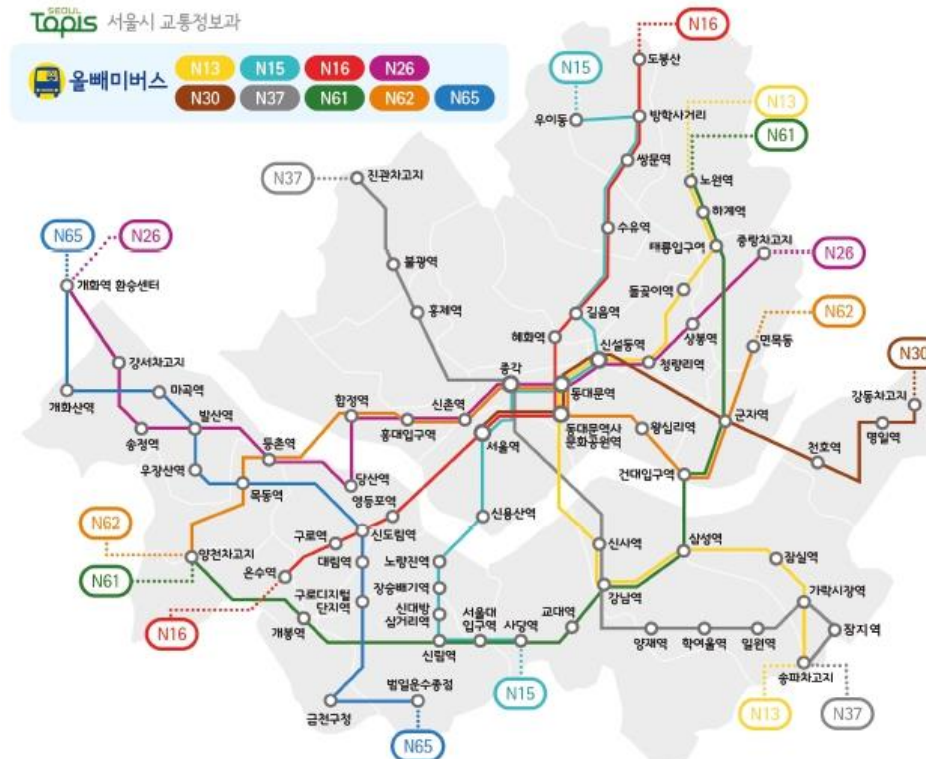 SEOUL
Topis 서울시 교통정보과
올빼미버스
N13 N15 N16 N26
N30 N37 N61 N62 N65
N16
도봉산
N15
우이동
방학사거리
N13
N61
쌍문역
노원역
N37
진관차고지
하계역
수유역
태릉입구역
중랑차고지
N26
N65
N26
불광역
개화역 환승센터
돌곶이역
홍제역
길음역
상봉역
N62
면목동
혜화역
신설동역
청량리역
N30
강서차고지
종각
동대문역
강동차고지
개화산역
마곡역
합정역
신촌역
발산역
홍대입구역
동대문역사
문화공원역
왕십리역
군자역
명일역
송정역
등촌역
서울역
천호역
우장산역
당산역
건대입구역
목동역
영등포역
신용산역
N62
양천차고지
구로역
신도림역
신사역
삼성역
잠실역
온수역
대림역
노량진역
N61
장승배기역
강남역
가락시장역
구로디지털
단지역
신대방
삼거리역
서울대
입구역
사당역
교대역
N16
개봉역
신림역
양재역
학여울역
일원역
장지역
송파차고지
범일운수종점
금천구청
N15
N13
N37
N65